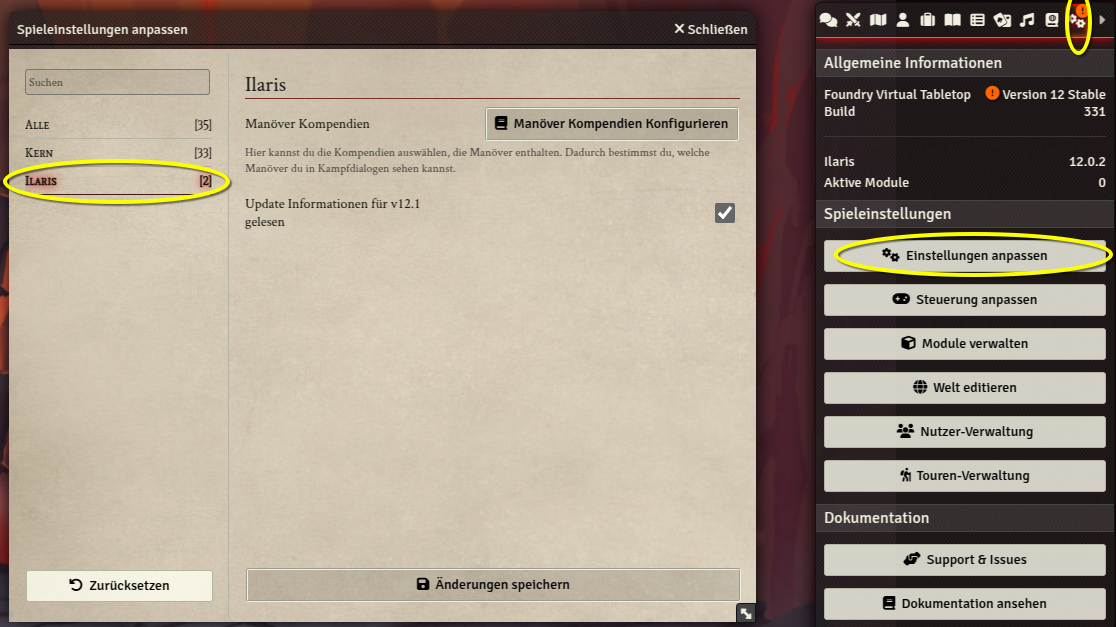 Spieleinstellungen anpassen
Schließen
Suchen
Alle [35]
Kern [33]
Ilaris [2]
Zurücksetzen
Ilaris
Manöver Kompendien
Manöver Kompendien Konfigurieren
Hier kannst du die Kompendien auswählen, die Manöver enthalten. Dadurch bestimmst du, welche
Manöver du in Kampfdialogen sehen kannst.
Update Informationen für v12.1
gelesen
Änderungen speichern
Allgemeine Informationen
Foundry Virtual Tabletop Version 12 Stable
Build 331
Ilaris 12.0.2
Aktive Module 0
Spieleinstellungen
Einstellungen anpassen
Steuerung anpassen
Module verwalten
Welt editieren
Nutzer-Verwaltung
Touren-Verwaltung
Dokumentation
Support & Issues
Dokumentation ansehen